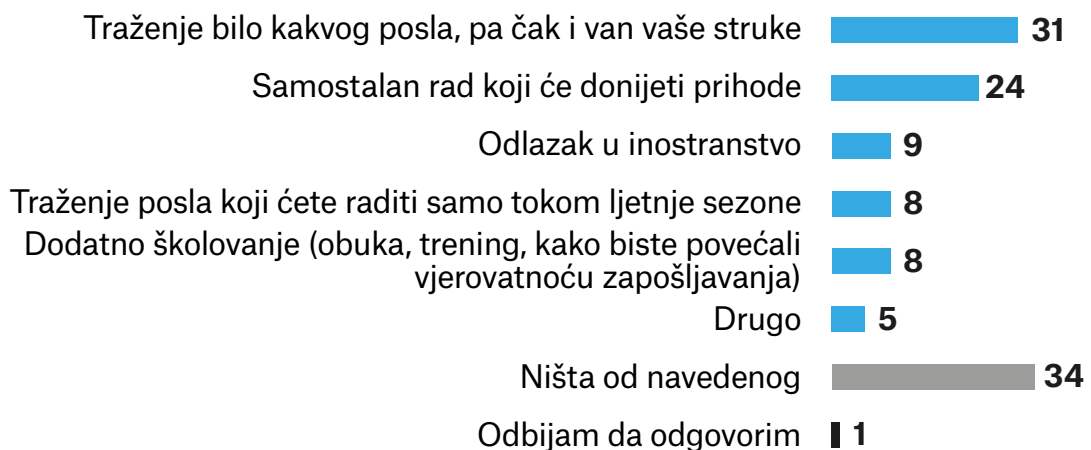 Traženje bilo kakvog posla, pa čak i van vaše struke 31
Samostalan rad koji će donijeti prihode 24
Odlazak u inostranstvo 9
Traženje posla koji ćete raditi samo tokom ljetnje sezone 8
Dodatno školovanje (obuka, trening, kako biste povećali
vjerovatnoću zapošljavanja) 8
Drugo 5
Ništa od navedenog 34
Odbijam da odgovorim 1